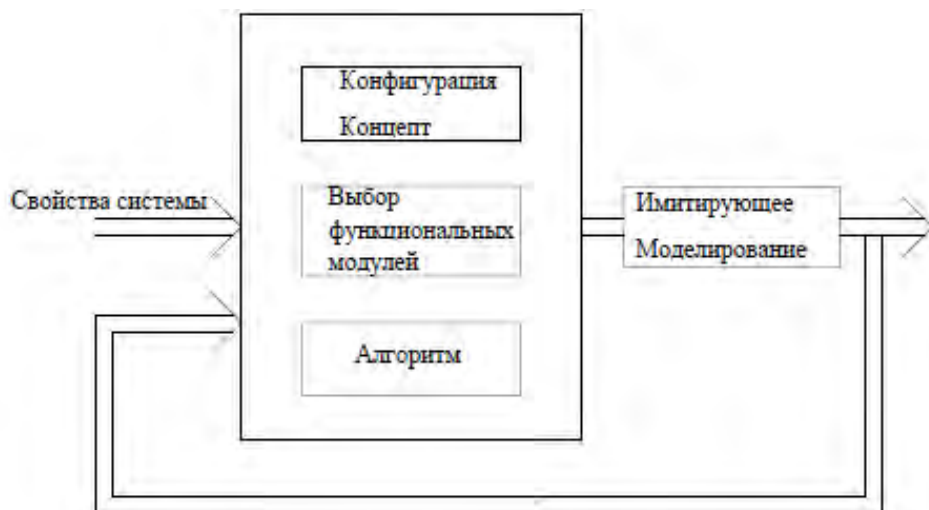 Конфигурация
Концепт
Свойства системы
Выбор
функциональных
модулей
Имитирующее
Моделирование
Алгоритм